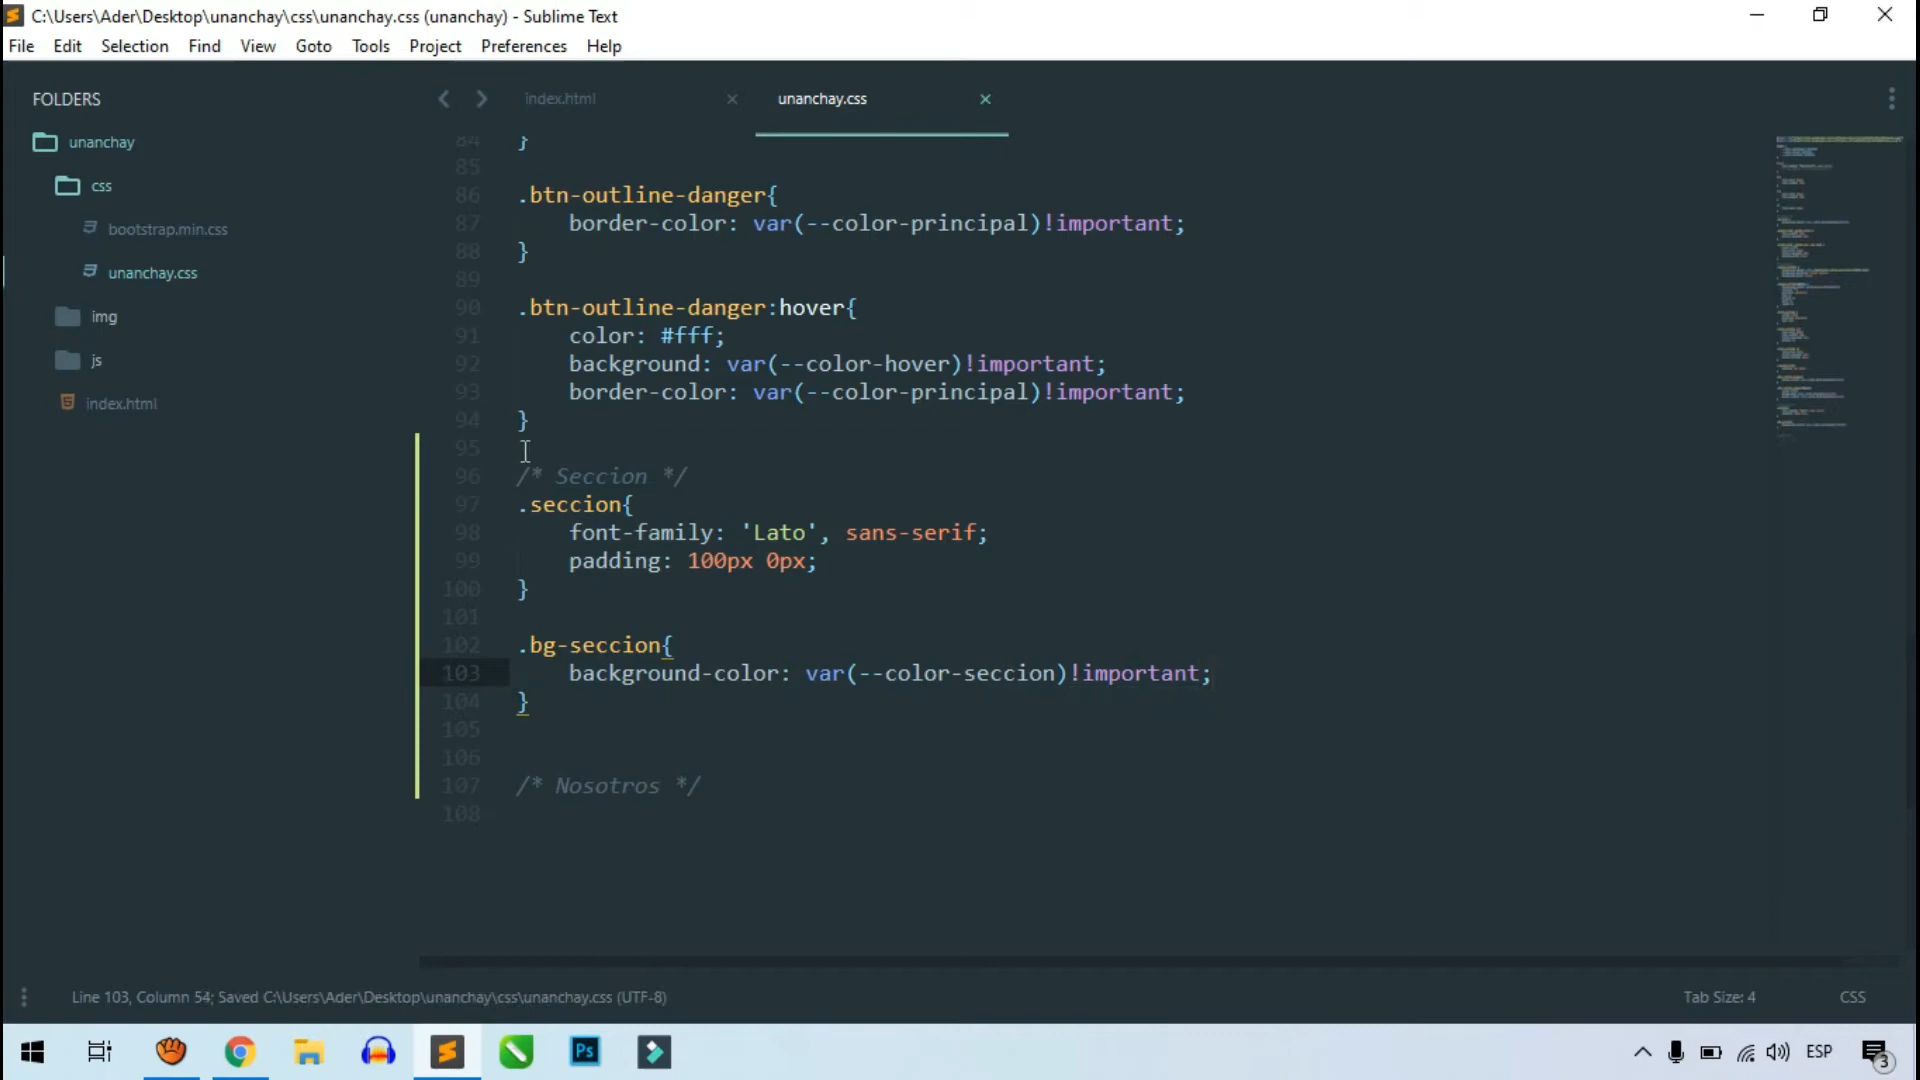 C:\Users\Ader\Desktop\unanchay\css\unanchay.css (unanchay) - Sublime Text
File Edit Selection Find View Goto Tools Project Preferences Help
FOLDERS
unanchay
css
bootstrap.min.css
unanchay.css
img
js
index.html
index.html
unanchay.css
84 }
85
86 .btn-outline-danger{
87 border-color: var(--color-principal)!important;
88 }
89
90 .btn-outline-danger:hover{
91 color: #fff;
92 background: var(--color-hover)!important;
93 border-color: var(--color-principal)!important;
94 }
95
96 /* Seccion */
97 .seccion{
98 font-family: 'Lato', sans-serif;
99 padding: 100px 0px;
100 }
101
102 .bg-seccion{
103 background-color: var(--color-seccion)!important;
104 }
105
106
107 /* Nosotros */
108
Line 103, Column 54; Saved C:\Users\Ader\Desktop\unanchay\css\unanchay.css (UTF-8)
Tab Size: 4
CSS
Ps
ESP
3